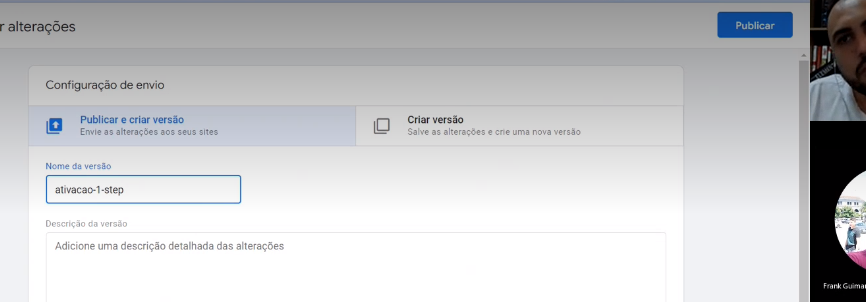 r alterações
Publicar
Configuração de envio
Publicar e criar versão
Envie as alterações aos seus sites
Criar versão
Salve as alterações e crie uma nova versão
Nome da versão
ativacao-1-step
Descrição da versão
Adicione uma descrição detalhada das alterações
Frank Guimar